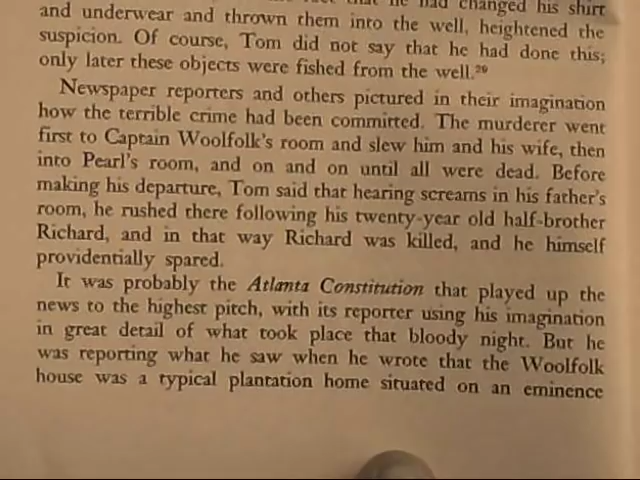 he had changed his shirt
and underwear and thrown them into the well, heightened the
suspicion. Of course, Tom did not say that he had done this;
only later these objects were fished from the well.²⁹
Newspaper reporters and others pictured in their imagination
how the terrible crime had been committed. The murderer went
first to Captain Woolfolk's room and slew him and his wife, then
into Pearl's room, and on and on until all were dead. Before
making his departure, Tom said that hearing screams in his father's
room, he rushed there following his twenty-year old half-brother
Richard, and in that way Richard was killed, and he himself
providentially spared.
It was probably the Atlanta Constitution that played up the
news to the highest pitch, with its reporter using his imagination
in great detail of what took place that bloody night. But he
was reporting what he saw when he wrote that the Woolfolk
house was a typical plantation home situated on an eminence